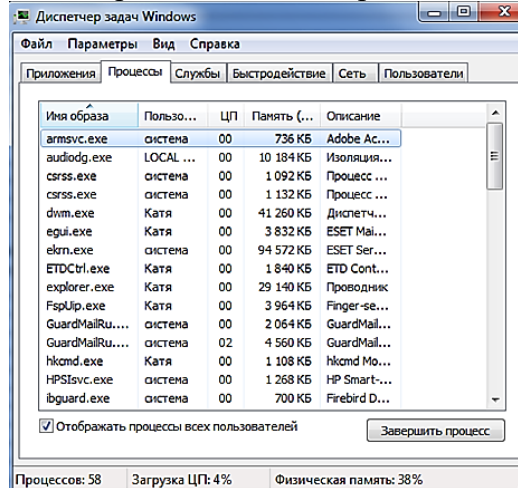 Диспетчер задач Windows
Файл Параметры Вид Справка
Приложения Процессы Службы Быстродействие Сеть Пользователи
Имя образа Пользо... ЦП Память (... Описание
armsvc.exe система 00 736 КБ Adobe Ac...
audiodg.exe LOCAL ... 00 10 184 КБ Изоляция...
csrss.exe система 00 1 092 КБ Процесс ...
csrss.exe система 00 1 132 КБ Процесс ...
dwm.exe Катя 00 41 260 КБ Диспетч...
egui.exe Катя 00 3 832 КБ ESET Mai...
ekrn.exe система 00 94 572 КБ ESET Ser...
ETDCtrl.exe Катя 00 1 840 КБ ETD Cont...
explorer.exe Катя 00 29 140 КБ Проводник
FspUip.exe Катя 00 3 964 КБ Finger-se...
GuardMailRu.... система 00 2 064 КБ GuardMail...
GuardMailRu.... система 02 4 560 КБ GuardMail...
hkcmd.exe Катя 00 1 108 КБ hkcmd Mo...
HPSIsvc.exe система 00 1 268 КБ HP Smart-...
ibguard.exe система 00 700 КБ Firebird D...
Отображать процессы всех пользователей Завершить процесс
Процессов: 58 Загрузка ЦП: 4% Физическая память: 38%